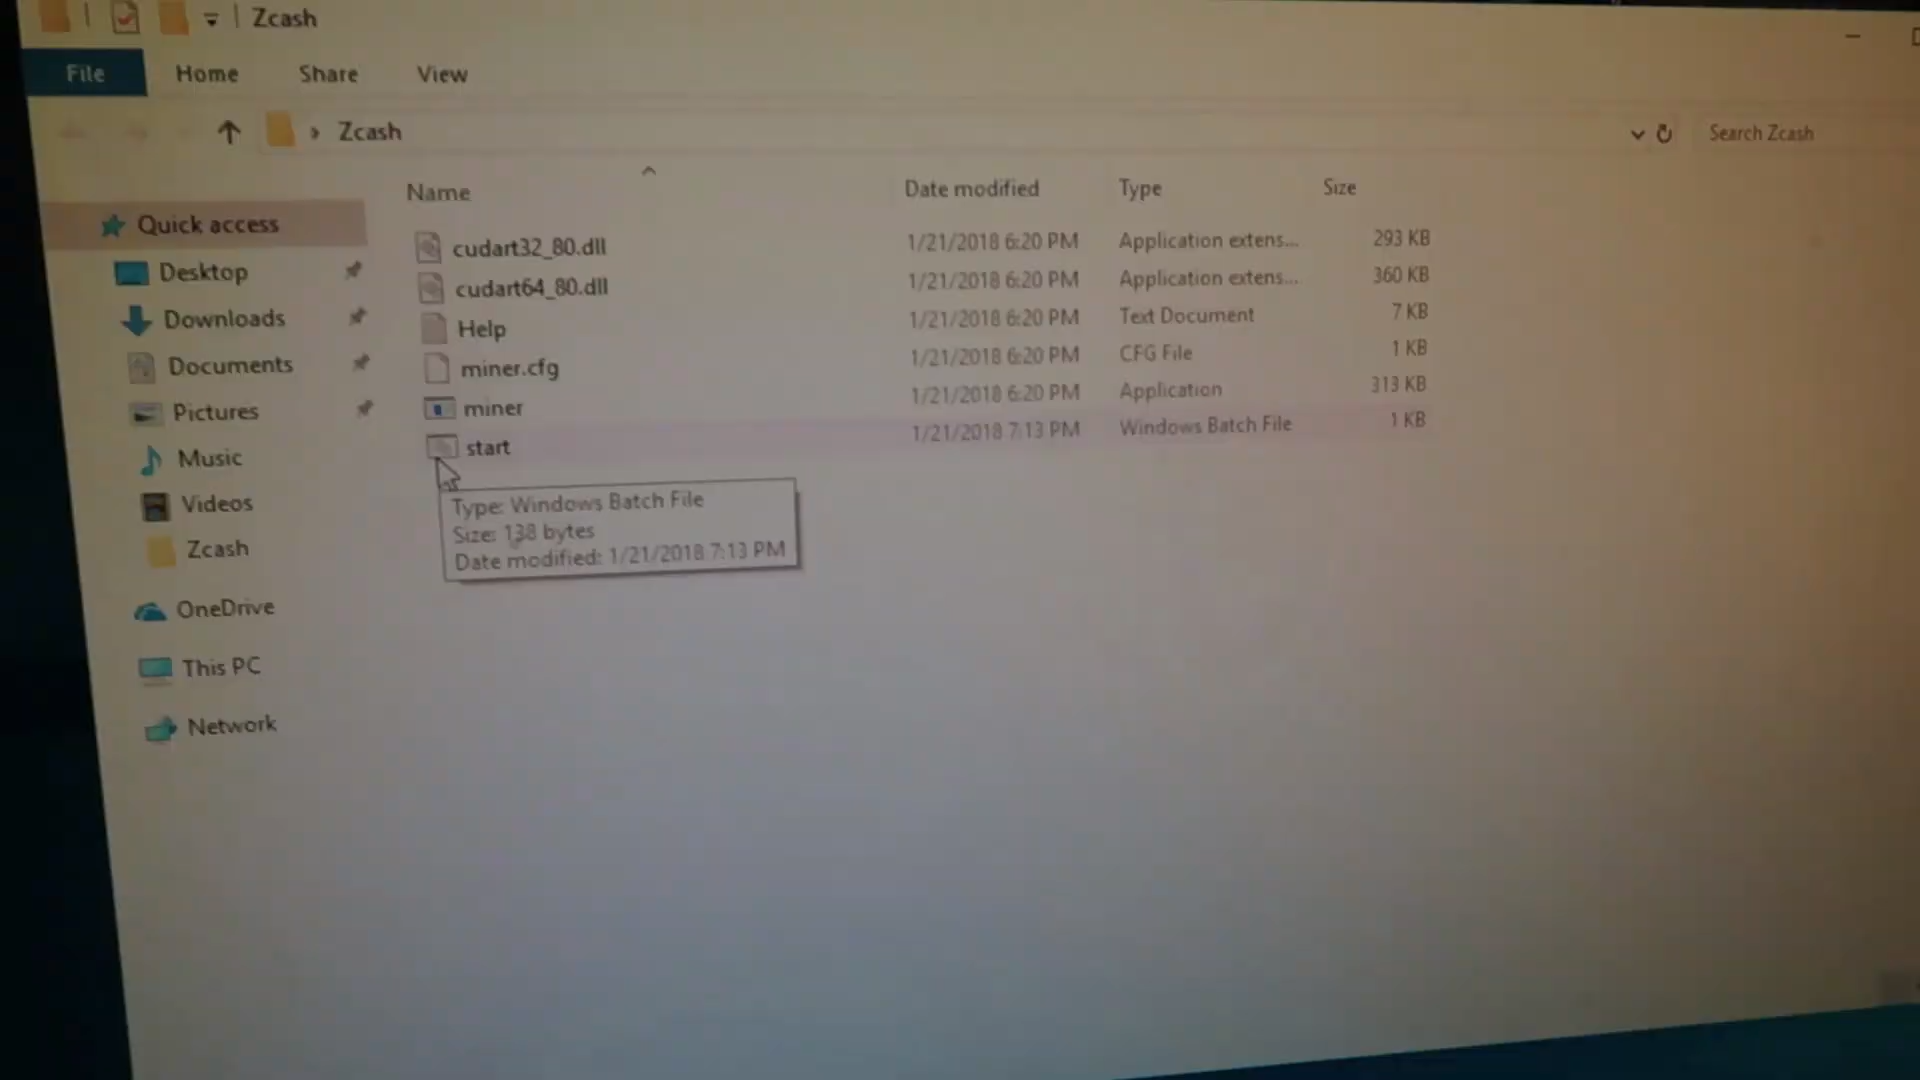 Zcash
File Home Share View
Zcash Search Zcash
Name Date modified Type Size
Quick access
Desktop
Downloads
Documents
Pictures
Music
Videos
Zcash
OneDrive
This PC
Network
cudart32_80.dll 1/21/2018 6:20 PM Application extens... 293 KB
cudart64_80.dll 1/21/2018 6:20 PM Application extens... 360 KB
Help 1/21/2018 6:20 PM Text Document 7 KB
miner.cfg 1/21/2018 6:20 PM CFG File 1 KB
miner 1/21/2018 6:20 PM Application 313 KB
start 1/21/2018 7:13 PM Windows Batch File 1 KB
Type: Windows Batch File
Size: 138 bytes
Date modified: 1/21/2018 7:13 PM